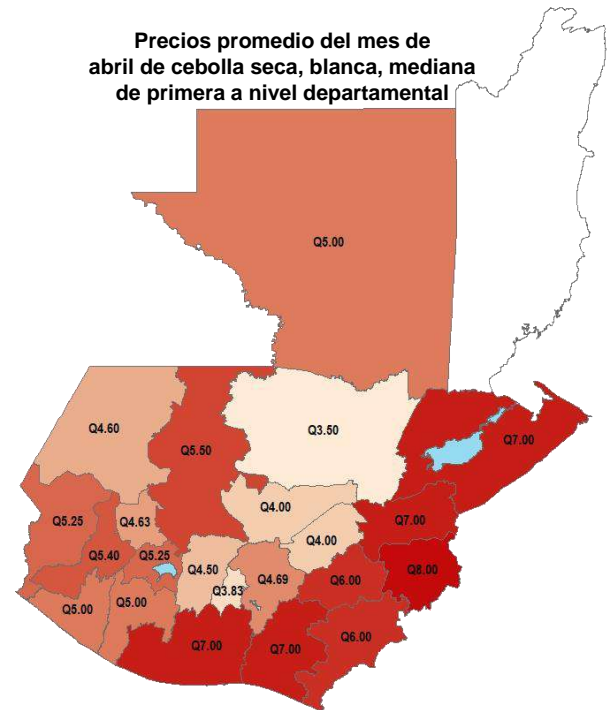 Precios promedio del mes de
abril de cebolla seca, blanca, mediana
de primera a nivel departamental
Q5.00
Q4.60
Q5.50
Q3.50
Q7.00
Q5.25
Q4.63
Q4.00
Q7.00
Q5.40
Q5.25
Q4.00
Q4.50
Q4.69
Q6.00
Q8.00
Q3.83
Q5.00
Q5.00
Q6.00
Q7.00
Q7.00